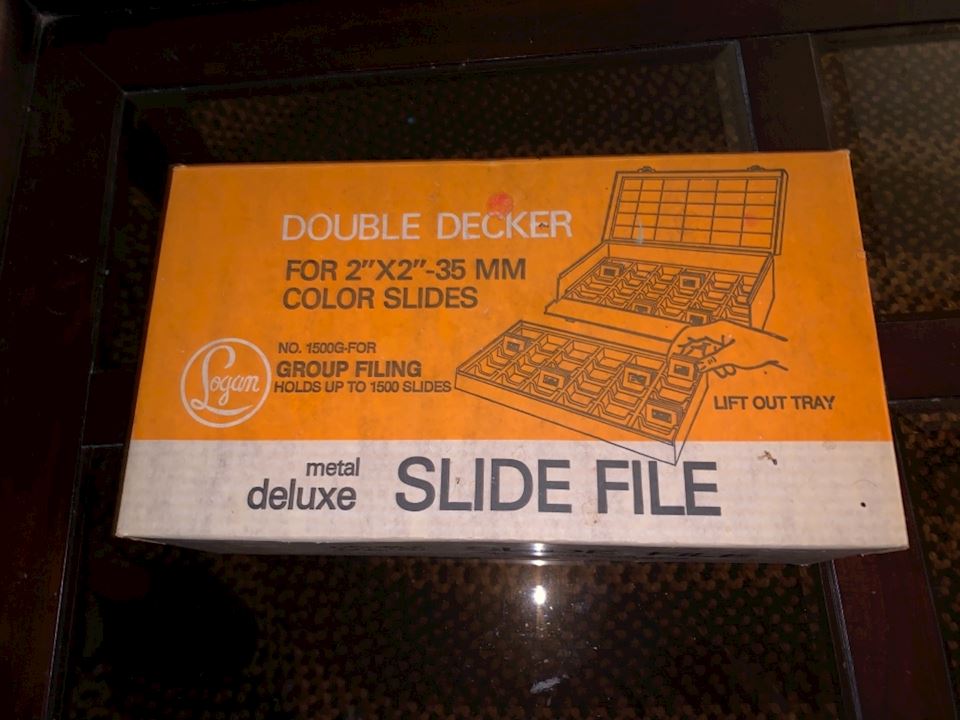 DOUBLE DECKER
FOR 2"X2"-35 MM
COLOR SLIDES
Logan
NO. 1500G-FOR
GROUP FILING
HOLDS UP TO 1500 SLIDES
LIFT OUT TRAY
metal
deluxe
SLIDE FILE